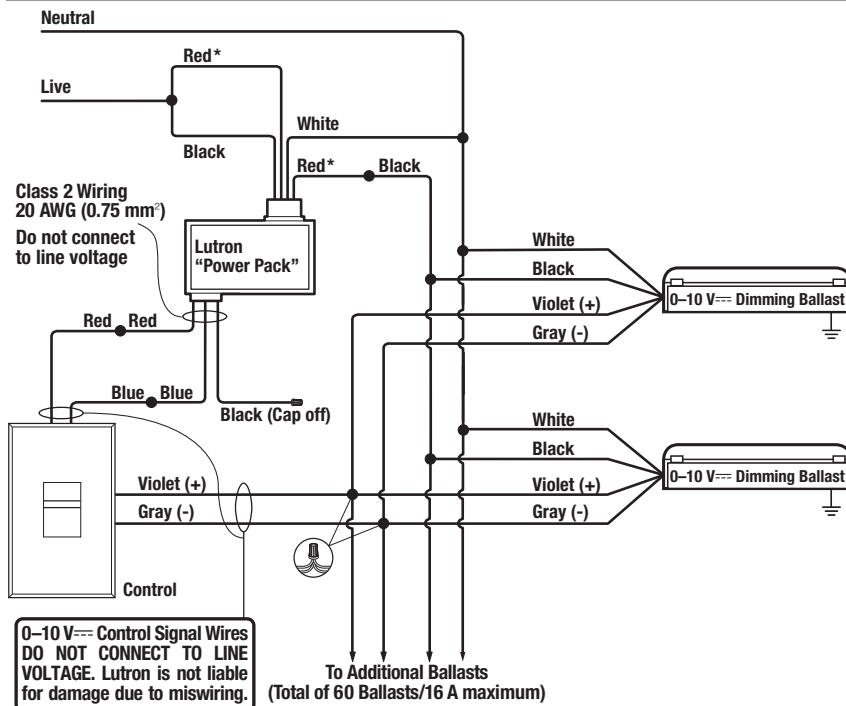 Neutral
Red*
Live
White
Black
Red*
Black
Class 2 Wiring
20 AWG (0.75 mm²)
Do not connect
to line voltage
Lutron
“Power Pack”
White
Black
Violet (+)
Gray (-)
0–10 V⎓ Dimming Ballast
Red
Red
Blue
Blue
Black (Cap off)
White
Black
Violet (+)
Gray (-)
0–10 V⎓ Dimming Ballast
Violet (+)
Gray (-)
Control
0–10 V⎓ Control Signal Wires
DO NOT CONNECT TO LINE
VOLTAGE. Lutron is not liable
for damage due to miswiring.
To Additional Ballasts
(Total of 60 Ballasts/16 A maximum)